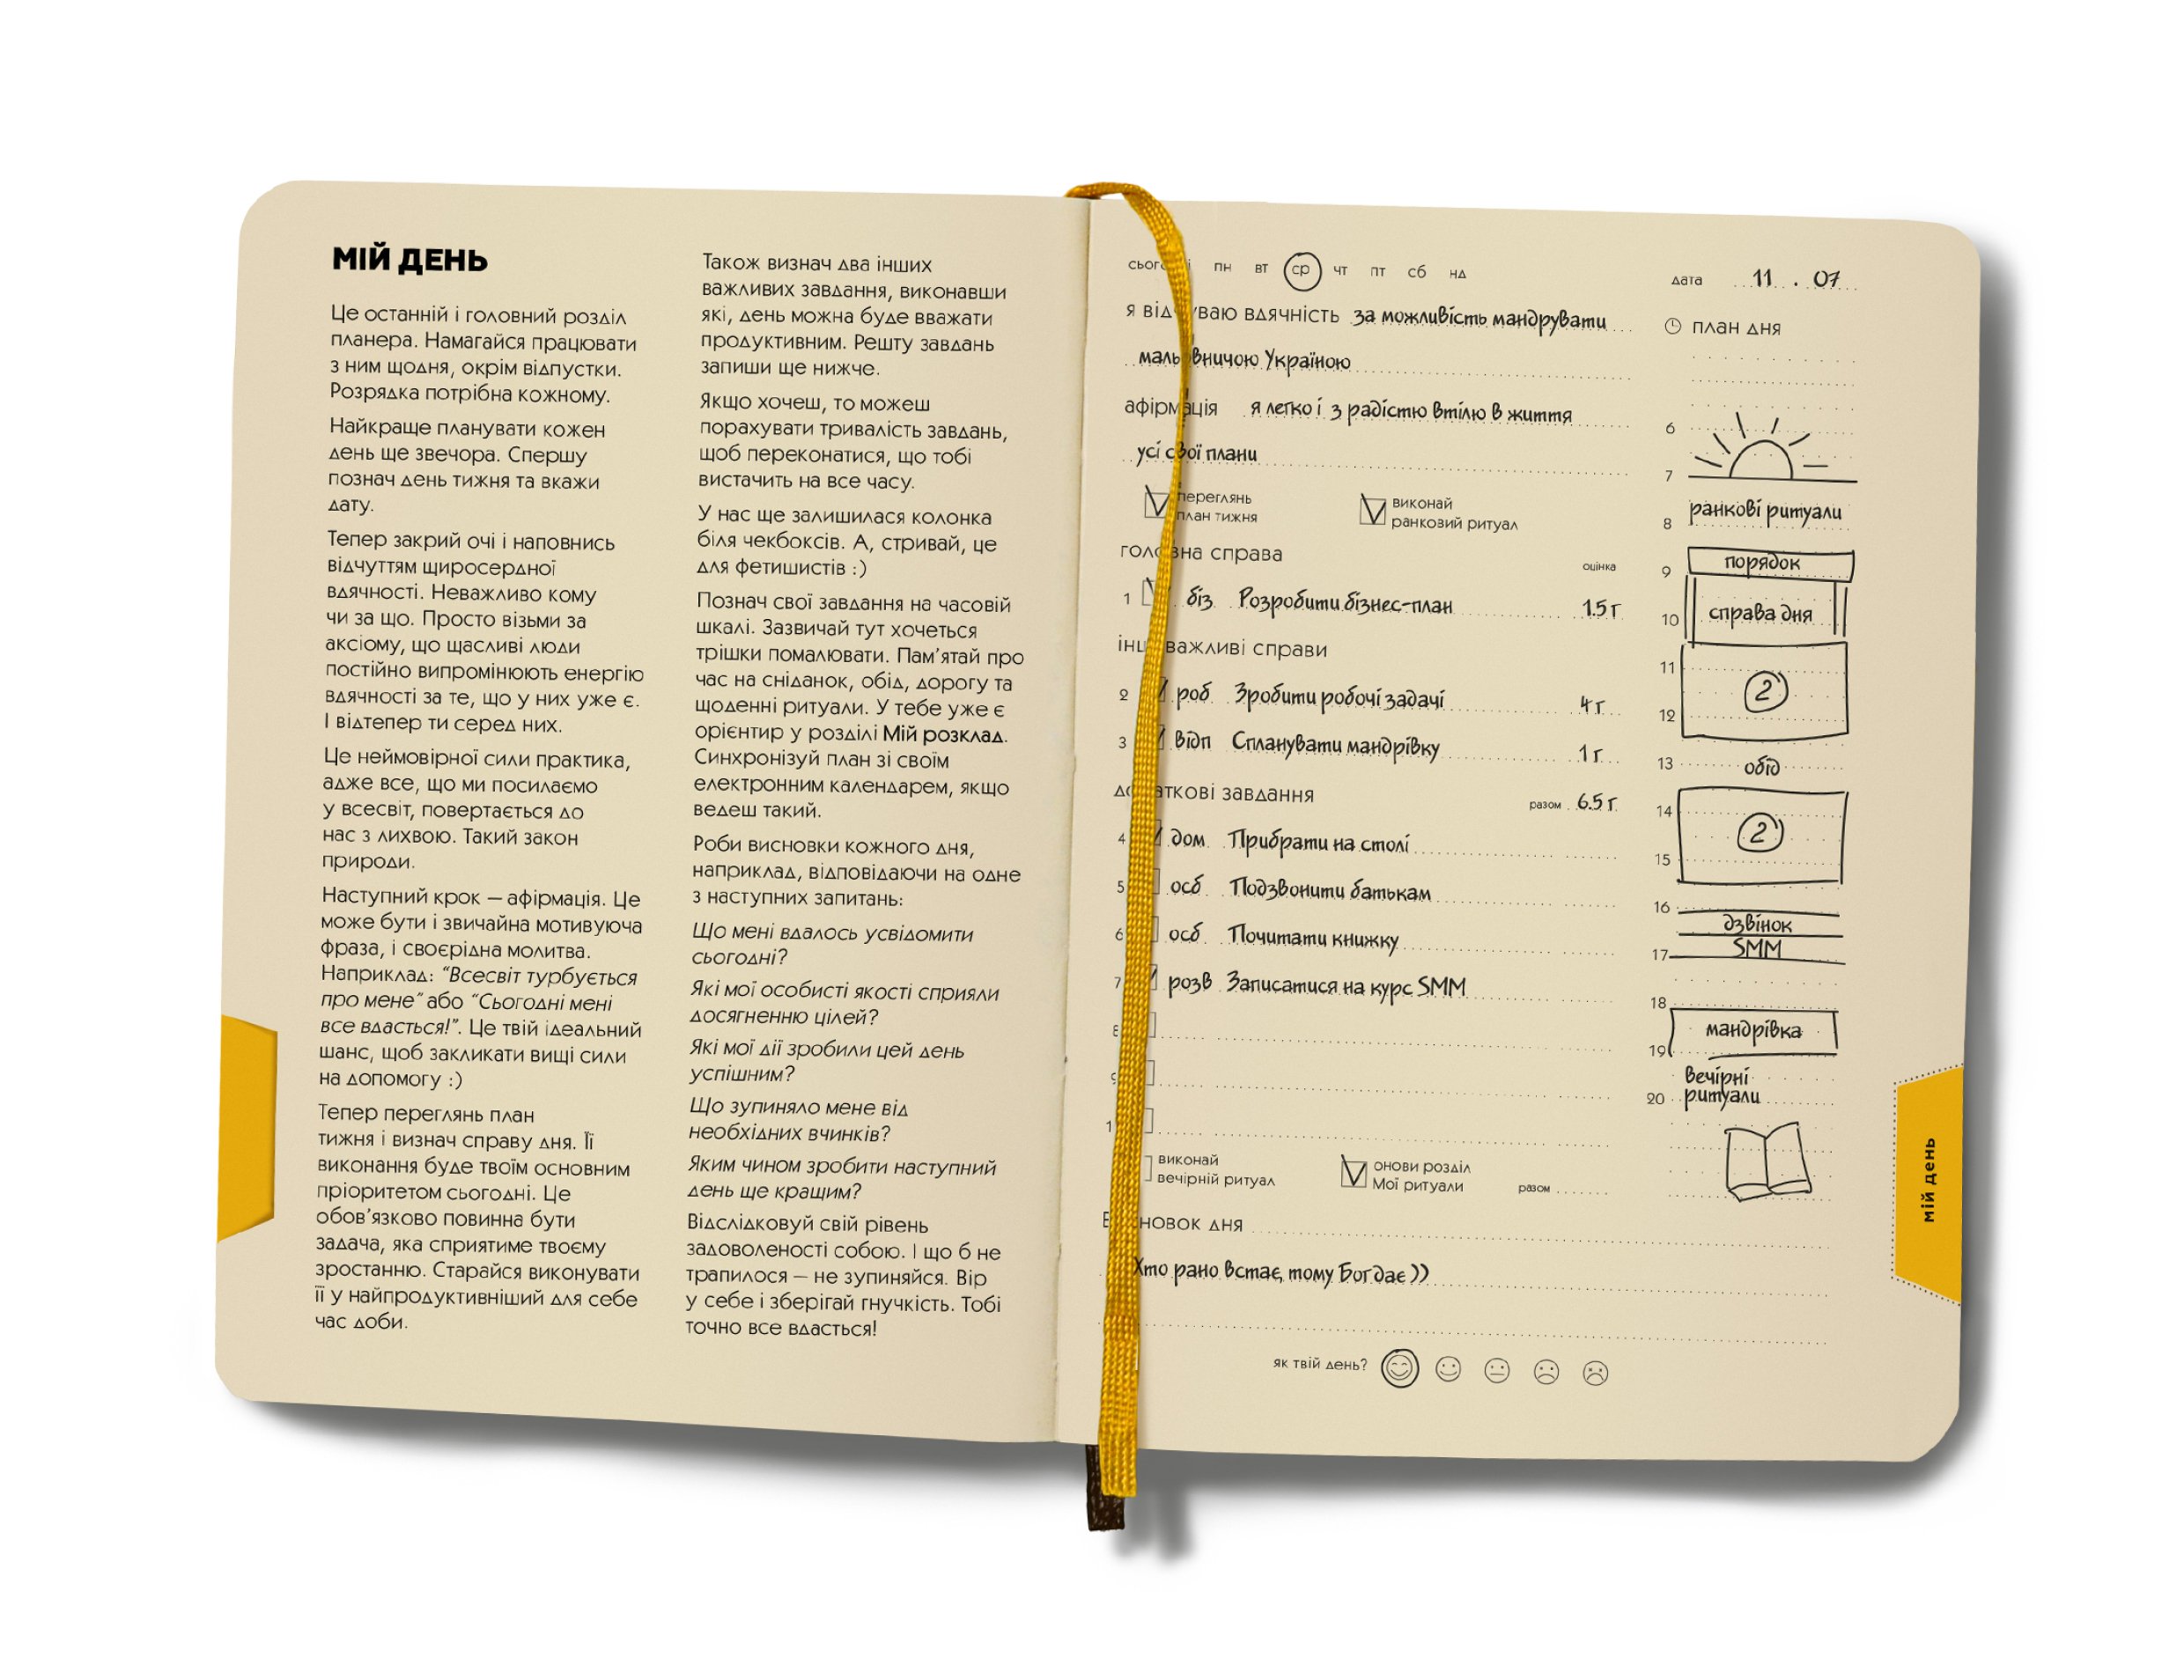 МІЙ ДЕНЬ
Це останній і головний розділ
планера. Намагайся працювати
з ним щодня, окрім відпустки.
Розрядка потрібна кожному.
Найкраще планувати кожен
день ще звечора. Спершу
познач день тижня та вкажи
дату.
Тепер закрий очі і наповнись
відчуттям щиросердної
вдячності. Неважливо кому
чи за що. Просто візьми за
аксіому, що щасливі люди
постійно випромінюють енергію
вдячності за те, що у них уже є.
І відтепер ти серед них.
Це неймовірної сили практика,
адже все, що ми посилаємо
у всесвіт, повертається до
нас з лихвою. Такий закон
природи.
Наступний крок – афірмація. Це
може бути і звичайна мотивуюча
фраза, і своєрідна молитва.
Наприклад: “Всесвіт турбується
про мене” або “Сьогодні мені
все вдасться!”. Це твій ідеальний
шанс, щоб закликати вищі сили
на допомогу :)
Тепер переглянь план
тижня і визнач справу дня. Її
виконання буде твоїм основним
пріоритетом сьогодні. Це
обов’язково повинна бути
задача, яка сприятиме твоєму
зростанню. Старайся виконувати
її у найпродуктивніший для себе
час доби.
Також визнач два інших
важливих завдання, виконавши
які, день можна буде вважати
продуктивним. Решту завдань
запиши ще нижче.
Якщо хочеш, то можеш
порахувати тривалість завдань,
щоб переконатися, що тобі
вистачить на все часу.
У нас ще залишилася колонка
біля чекбоксів. А, стривай, це
для фетишистів :)
Познач свої завдання на часовій
шкалі. Зазвичай тут хочеться
трішки помалювати. Пам’ятай про
час на сніданок, обід, дорогу та
щоденні ритуали. У тебе уже є
орієнтир у розділі Мій розклад.
Синхронізуй план зі своїм
електронним календарем, якщо
ведеш такий.
Роби висновки кожного дня,
наприклад, відповідаючи на одне
з наступних запитань:
Що мені вдалось усвідомити
сьогодні?
Які мої особисті якості сприяли
досягненню цілей?
Які мої дії зробили цей день
успішним?
Що зупиняло мене від
необхідних вчинків?
Яким чином зробити наступний
день ще кращим?
Відслідковуй свій рівень
задоволеності собою. І що б не
трапилося – не зупиняйся. Вір
у себе і зберігай гнучкість. Тобі
точно все вдасться!
сьогодні пн вт ср чт пт сб нд
я відчуваю вдячність за можливість мандрувати
мальовничою Україною
афірмація я легко і з радістю втілю в життя
усі свої плани
переглянь
план тижня
виконай
ранковий ритуал
головна справа оцінка
1 біз Розробити бізнес-план 1.5 г
інші важливі справи
2 роб Зробити робочі задачі 4 г
3 відп Спланувати мандрівку 1 г
додаткові завдання разом 6.5 г
4 дом Прибрати на столі
5 осб Подзвонити батькам
6 осб Почитати книжку
7 розв Записатися на курс SMM
8
9
виконай
вечірній ритуал
онови розділ
Мої ритуали
разом
висновок дня
Хто рано встає, тому Бог дає ))
як твій день?
дата 11 . 07
план дня
6
7
8 ранкові ритуали
9 порядок
10 справа дня
11
2
12
13 обід
14
2
15
16
дзвінок
17 SMM
18
мандрівка
19
вечірні
20 ритуали
мій день